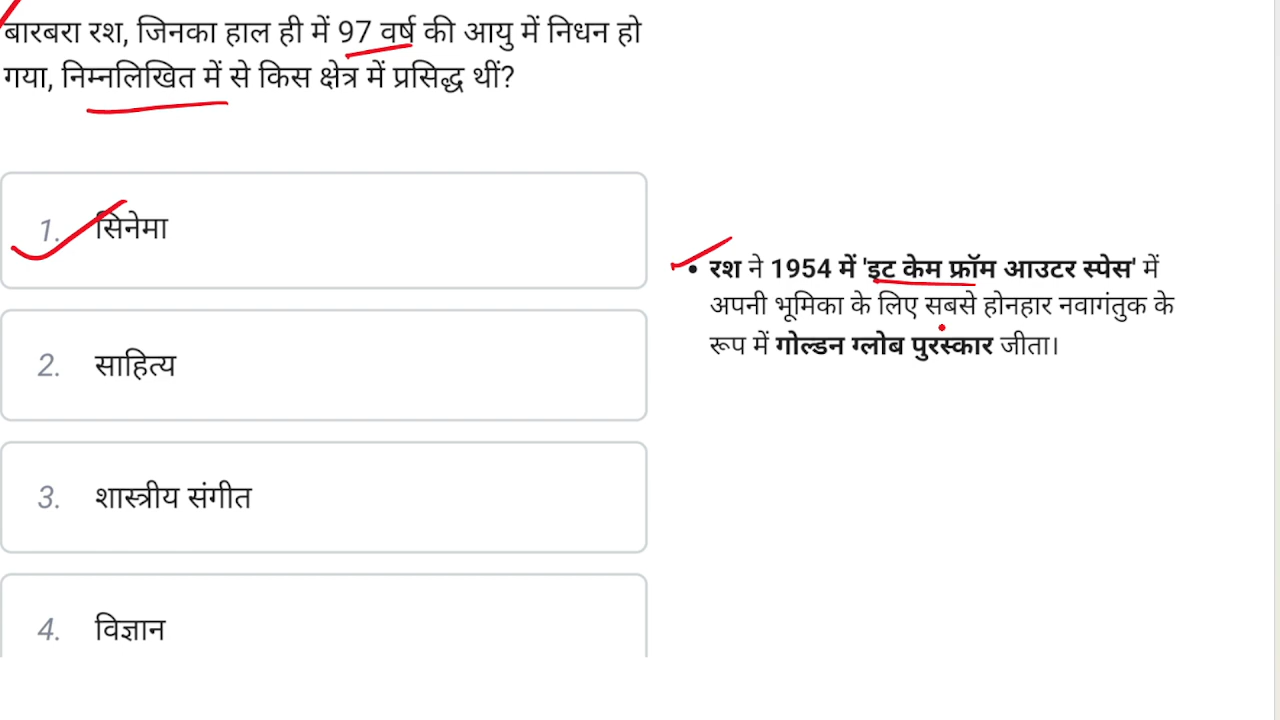 बारबरा रश, जिनका हाल ही में 97 वर्ष की आयु में निधन हो
गया, निम्नलिखित में से किस क्षेत्र में प्रसिद्ध थीं?
1. सिनेमा
2. साहित्य
3. शास्त्रीय संगीत
4. विज्ञान
• रश ने 1954 में 'इट केम फ्रॉम आउटर स्पेस' में
अपनी भूमिका के लिए सबसे होनहार नवागंतुक के
रूप में गोल्डन ग्लोब पुरस्कार जीता।